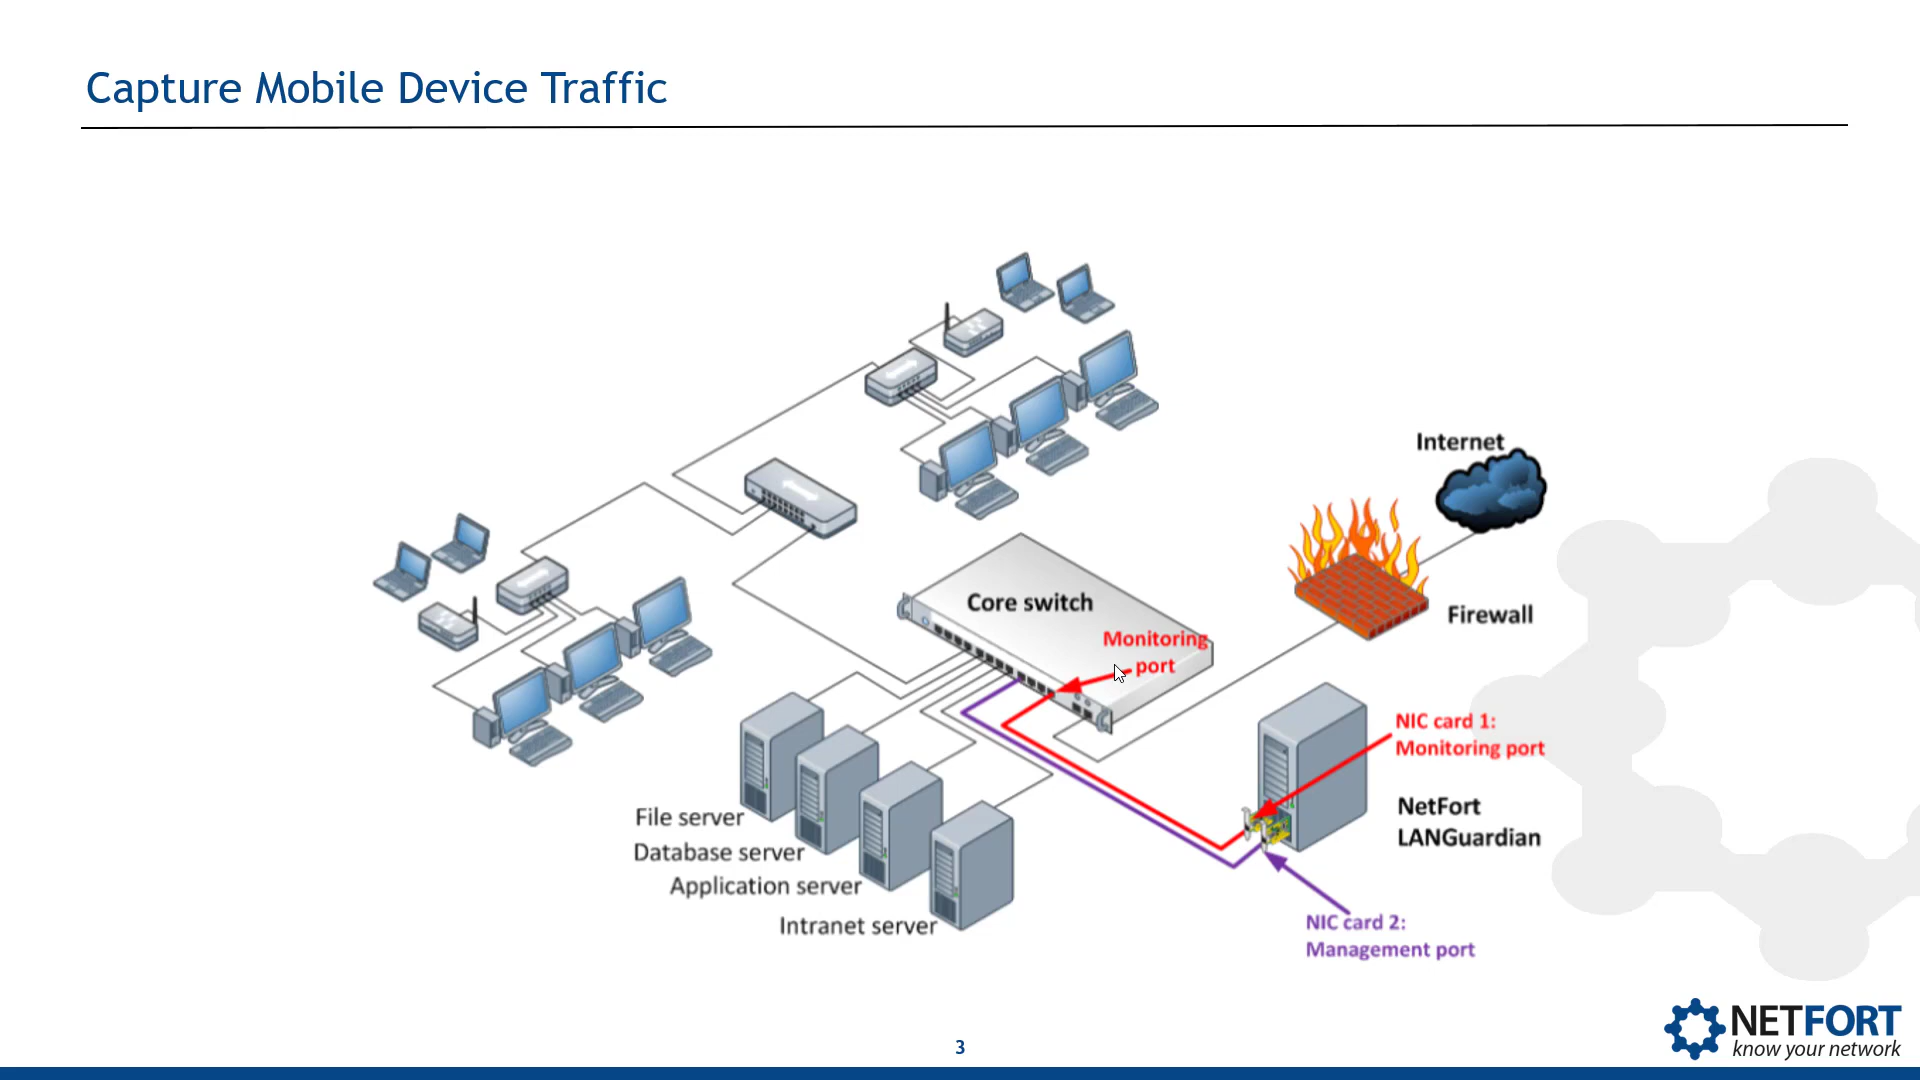 Capture Mobile Device Traffic
Internet
Core switch
Firewall
Monitoring
port
NIC card 1:
Monitoring port
NetFort
LANGuardian
File server
Database server
Application server
Intranet server
NIC card 2:
Management port
3
NETFORT
know your network